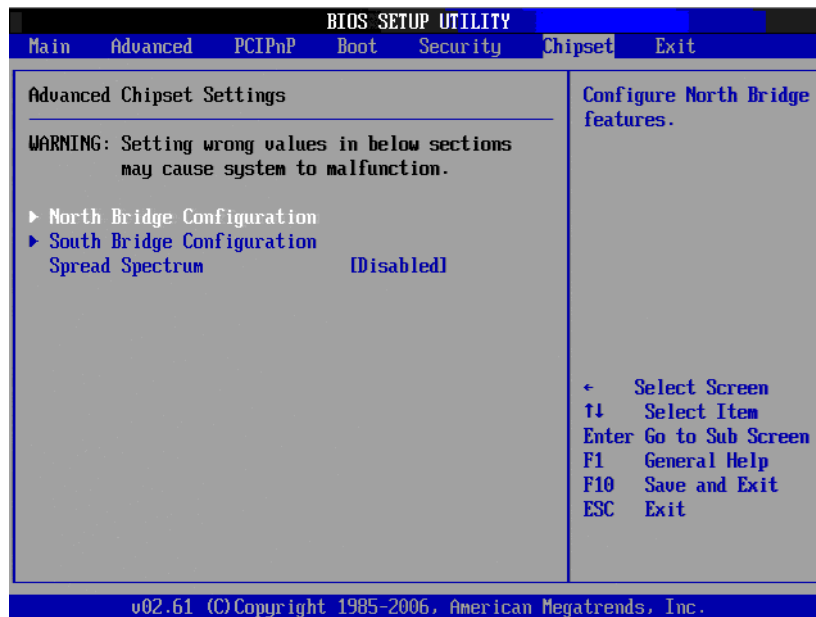 BIOS SETUP UTILITY
Main Advanced PCIPnP Boot Security Chipset Exit
Advanced Chipset Settings
WARNING: Setting wrong values in below sections
may cause system to malfunction.
▶ North Bridge Configuration
▶ South Bridge Configuration
Spread Spectrum [Disabled]
Configure North Bridge
features.
← Select Screen
↑↓ Select Item
Enter Go to Sub Screen
F1 General Help
F10 Save and Exit
ESC Exit
v02.61 (C)Copyright 1985-2006, American Megatrends, Inc.